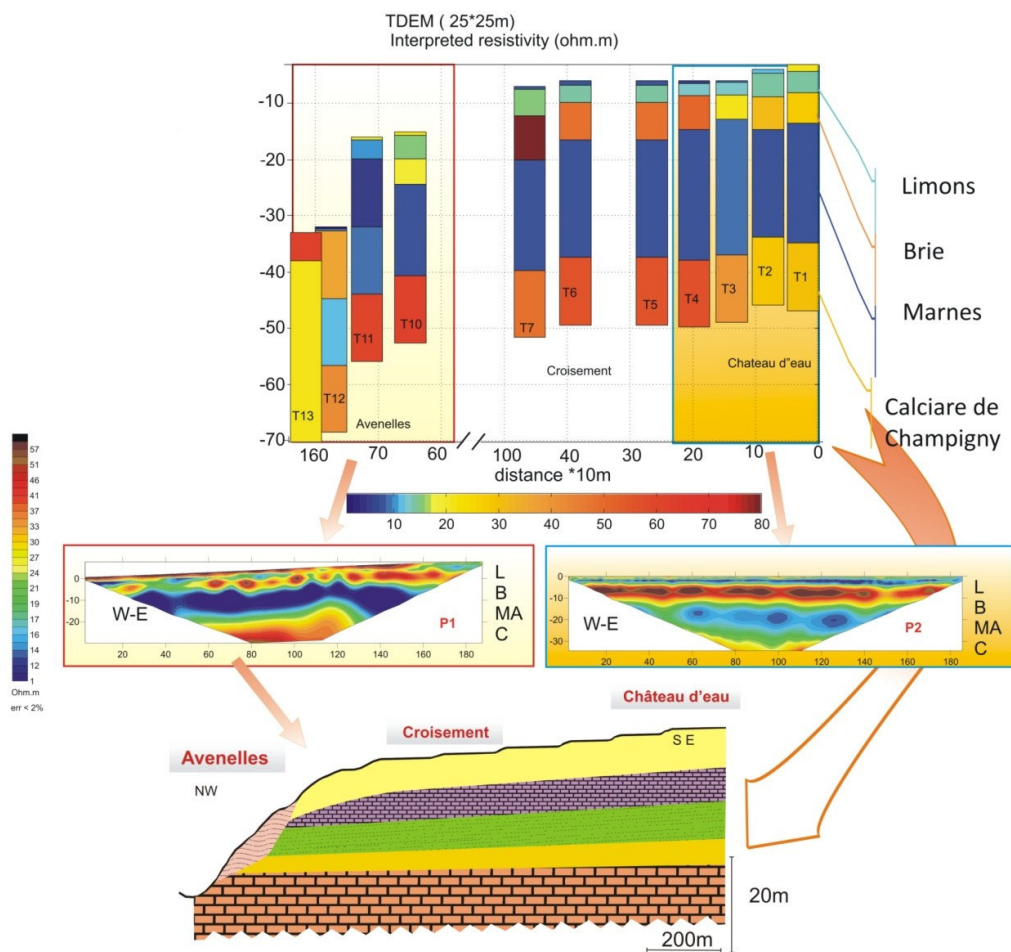 TDEM ( 25*25m)
Interpreted resistivity (ohm.m)
-10
-20
-30
-40
-50
-60
-70
T13
T12
T11
T10
T7
T6
T5
T4
T3
T2
T1
Avenelles
Croisement
Chateau d"eau
160
70
60
100
40
30
20
10
0
distance *10m
Limons
Brie
Marnes
Calciare de
Champigny
10
20
30
40
50
60
70
80
57
51
46
41
37
33
30
27
24
21
19
17
16
14
13
12
1
Ohm.m
err < 2%
0
-10
-20
W-E
P1
20
40
60
80
100
120
140
160
180
L
B
MA
C
0
-10
-20
-30
W-E
P2
20
40
60
80
100
120
140
160
180
L
B
MA
C
Château d'eau
Croisement
Avenelles
S E
NW
20m
200m